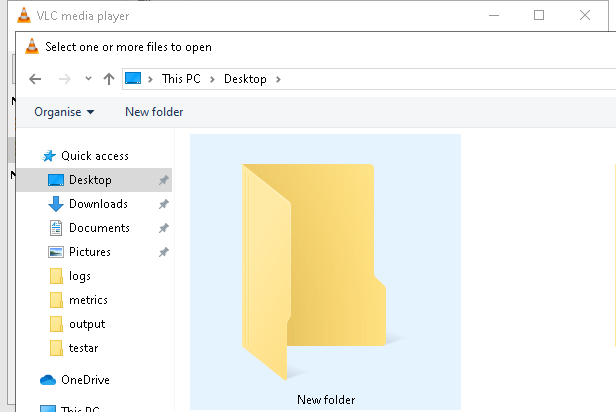 VLC media player
Select one or more files to open
This PC > Desktop >
Organise New folder
Quick access
Desktop
Downloads
Documents
Pictures
logs
metrics
output
testar
OneDrive
This PC
New folder